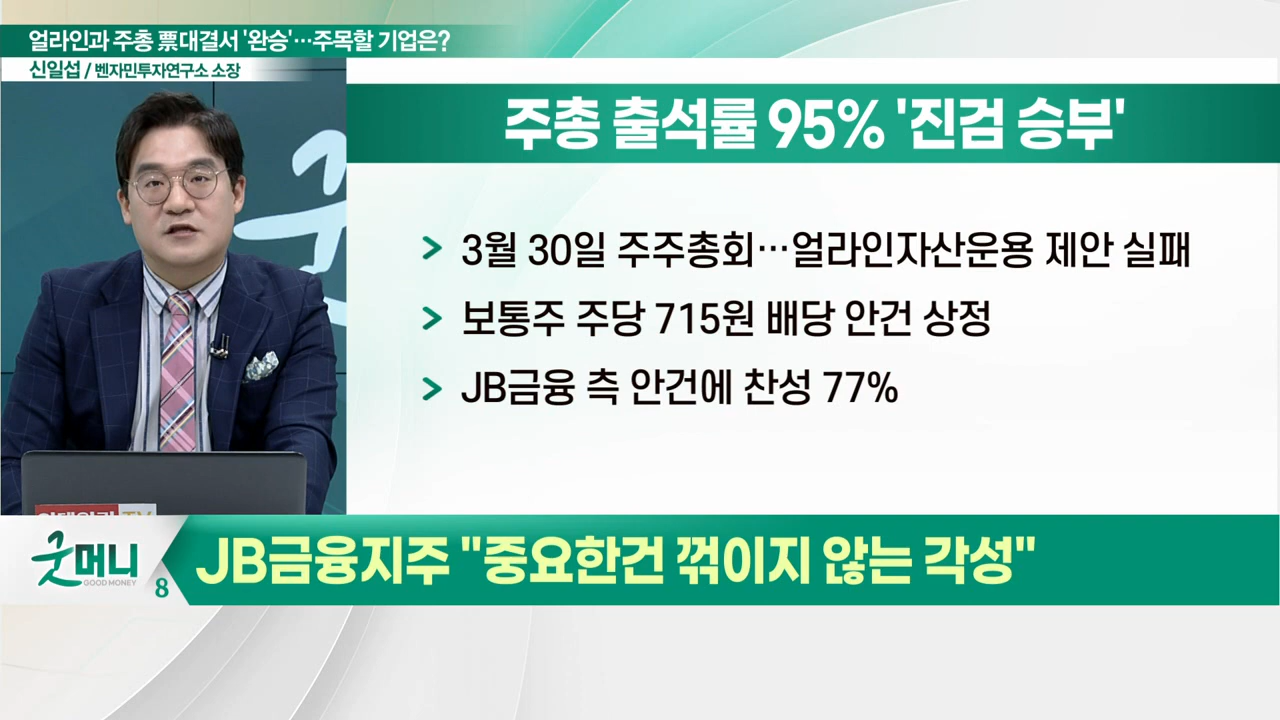 얼라인과 주총 票대결서 '완승'…주목할 기업은?
신일섭 / 벤자민투자연구소 소장
주총 출석률 95% '진검 승부'
> 3월 30일 주주총회…얼라인자산운용 제안 실패
> 보통주 주당 715원 배당 안건 상정
> JB금융 측 안건에 찬성 77%
굿머니
GOOD MONEY
8
JB금융지주 "중요한건 꺾이지 않는 각성"